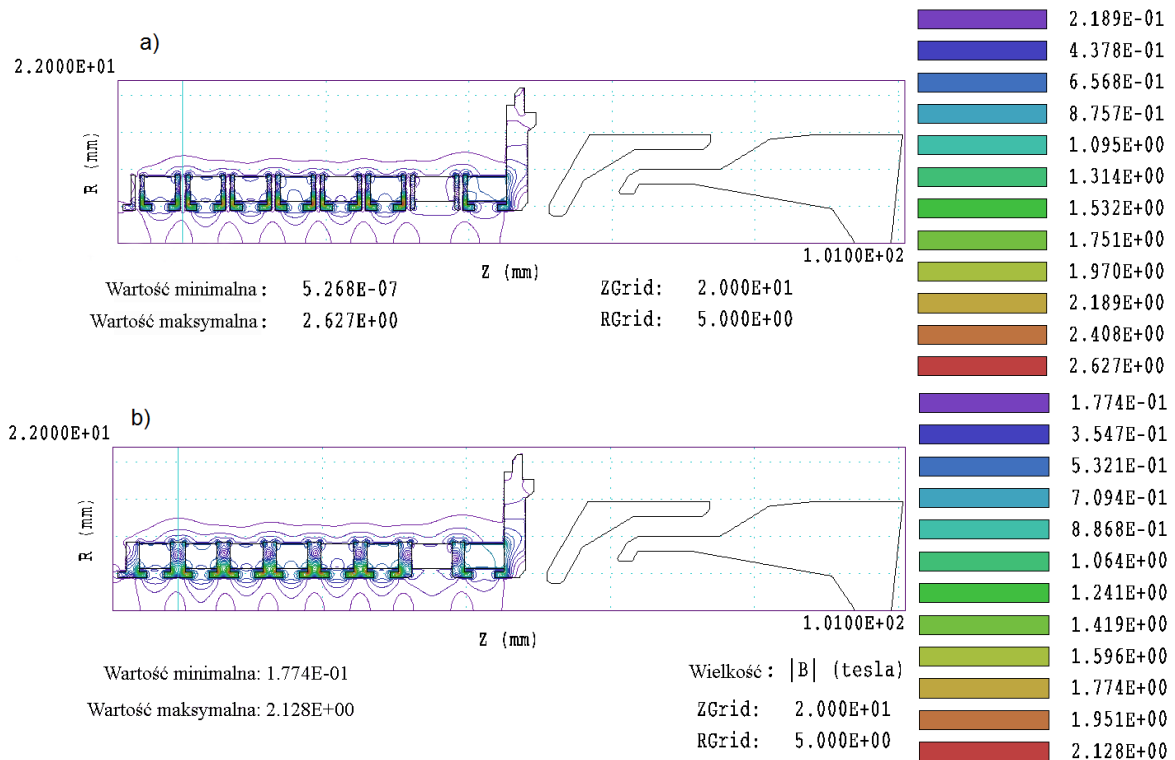 a)
2.2000E+01
R (mm)
Z (mm)
1.0100E+02
Wartość minimalna: 5.268E-07
ZGrid: 2.000E+01
Wartość maksymalna: 2.627E+00
RGrid: 5.000E+00
2.189E-01
4.378E-01
6.568E-01
8.757E-01
1.095E+00
1.314E+00
1.532E+00
1.751E+00
1.970E+00
2.189E+00
2.408E+00
2.627E+00
b)
2.2000E+01
R (mm)
Z (mm)
1.0100E+02
Wartość minimalna: 1.774E-01
Wielkość: |B| (tesla)
Wartość maksymalna: 2.128E+00
ZGrid: 2.000E+01
RGrid: 5.000E+00
1.774E-01
3.547E-01
5.321E-01
7.094E-01
8.868E-01
1.064E+00
1.241E+00
1.419E+00
1.596E+00
1.774E+00
1.951E+00
2.128E+00